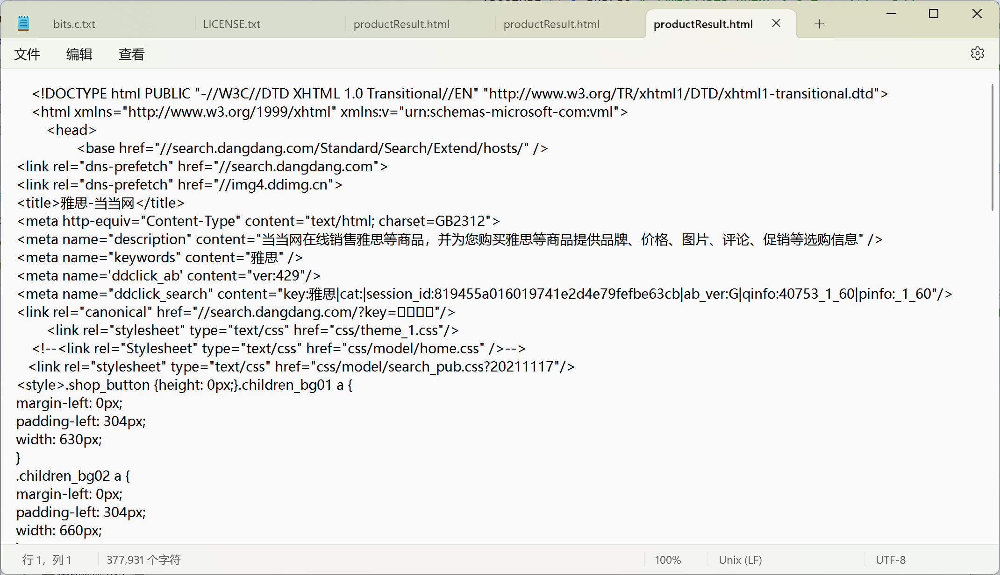 bits.c.txt
LICENSE.txt
productResult.html
productResult.html
productResult.html
文件
编辑
查看
<!DOCTYPE html PUBLIC "-//W3C//DTD XHTML 1.0 Transitional//EN" "http://www.w3.org/TR/xhtml1/DTD/xhtml1-transitional.dtd">
<html xmlns="http://www.w3.org/1999/xhtml" xmlns:v="urn:schemas-microsoft-com:vml">
<head>
<base href="//search.dangdang.com/Standard/Search/Extend/hosts/" />
<link rel="dns-prefetch" href="//search.dangdang.com">
<link rel="dns-prefetch" href="//img4.ddimg.cn">
<title>雅思-当当网</title>
<meta http-equiv="Content-Type" content="text/html; charset=GB2312">
<meta name="description" content="当当网在线销售雅思等商品，并为您购买雅思等商品提供品牌、价格、图片、评论、促销等选购信息" />
<meta name="keywords" content="雅思" />
<meta name='ddclick_ab' content="ver:429"/>
<meta name="ddclick_search" content="key:雅思|cat:|session_id:819455a016019741e2d4e79fefbe63cb|ab_ver:G|qinfo:40753_1_60|pinfo:_1_60"/>
<link rel="canonical" href="//search.dangdang.com/?key=▯▯▯▯"/>
<link rel="stylesheet" type="text/css" href="css/theme_1.css"/>
<!--<link rel="Stylesheet" type="text/css" href="css/model/home.css" />-->
<link rel="stylesheet" type="text/css" href="css/model/search_pub.css?20211117"/>
<style>.shop_button {height: 0px;}.children_bg01 a {
margin-left: 0px;
padding-left: 304px;
width: 630px;
}
.children_bg02 a {
margin-left: 0px;
padding-left: 304px;
width: 660px;
行 1，列 1
377,931 个字符
100%
Unix (LF)
UTF-8